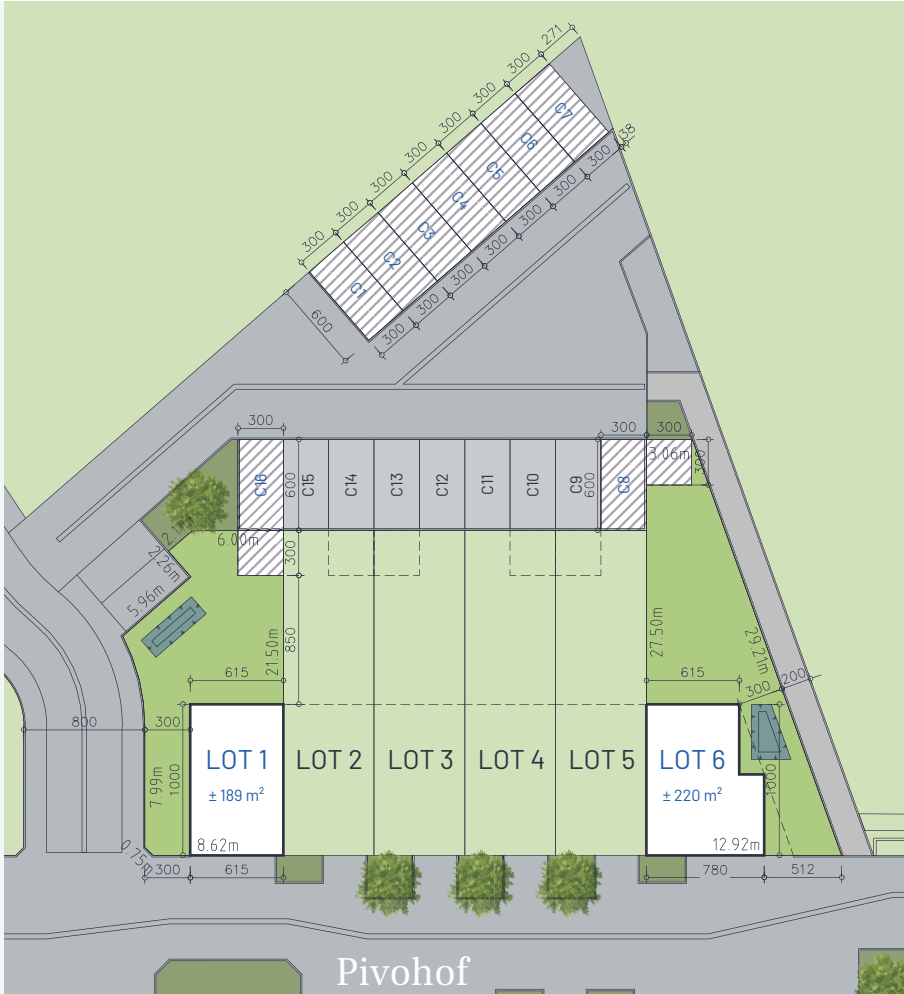 271
300
300
300
300
300
300
300
38
C7
C6
C5
C4
C3
C2
C1
300
300
300
300
300
300
300
600
300
300
300
C16
C15
C14
C13
C12
C11
C10
C9
C8
600
600
3.06m
300
6.00m
300
2.26m
5.96m
21.50m
850
27.50m
29.21m
615
615
300
200
800
300
LOT 1
LOT 2
LOT 3
LOT 4
LOT 5
LOT 6
± 189 m²
± 220 m²
7.99m
1000
1000
8.62m
12.92m
0.75m
300
615
780
512
Pivohof